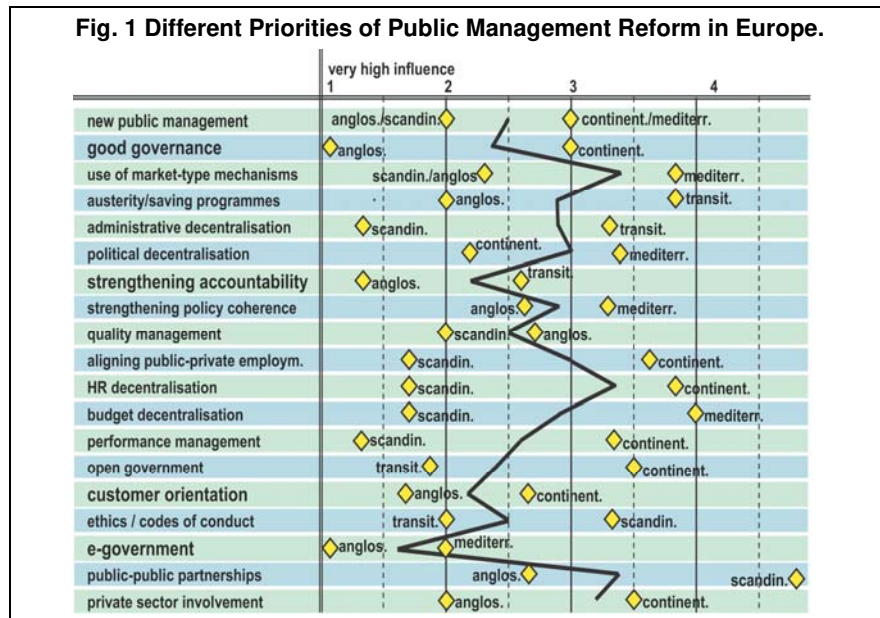 Fig. 1 Different Priorities of Public Management Reform in Europe.
very high influence
1 2 3 4
new public management anglos./scandin. continent./mediterr.
good governance anglos. continent.
use of market-type mechanisms scandin./anglos mediterr.
austerity/saving programmes anglos. transit.
administrative decentralisation scandin. transit.
political decentralisation continent. mediterr.
strengthening accountability anglos. transit.
strengthening policy coherence anglos. mediterr.
quality management scandin. anglos.
aligning public-private employm. scandin. continent.
HR decentralisation scandin. continent.
budget decentralisation scandin. mediterr.
performance management scandin. continent.
open government transit. continent.
customer orientation anglos. continent.
ethics / codes of conduct transit. scandin.
e-government anglos. mediterr.
public-public partnerships anglos. scandin.
private sector involvement anglos. continent.